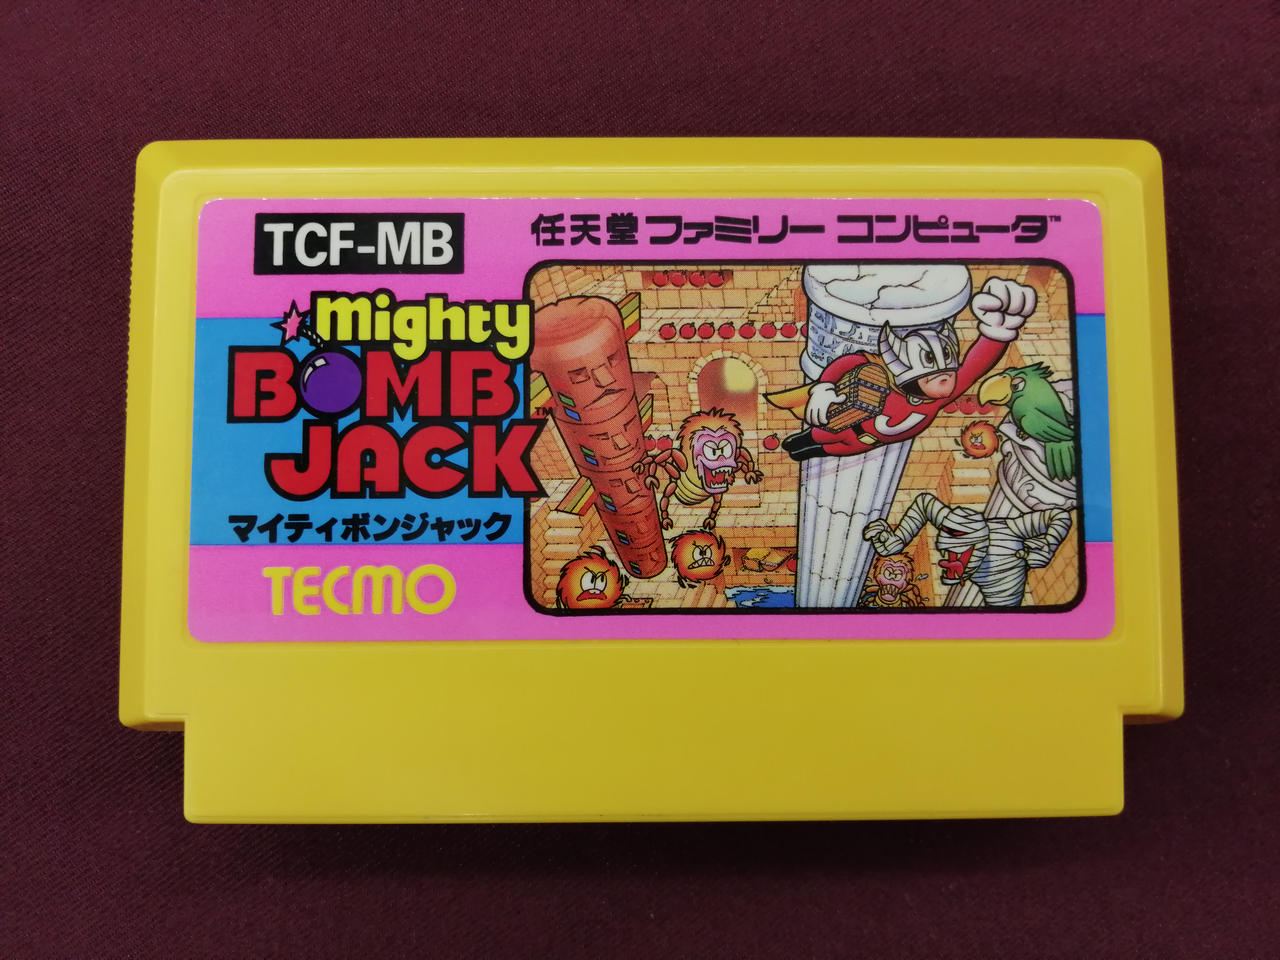 TCF-MB
任天堂 ファミリー コンピュータ™
mighty
BOMB
JACK™
マイティボンジャック
TECMO
J